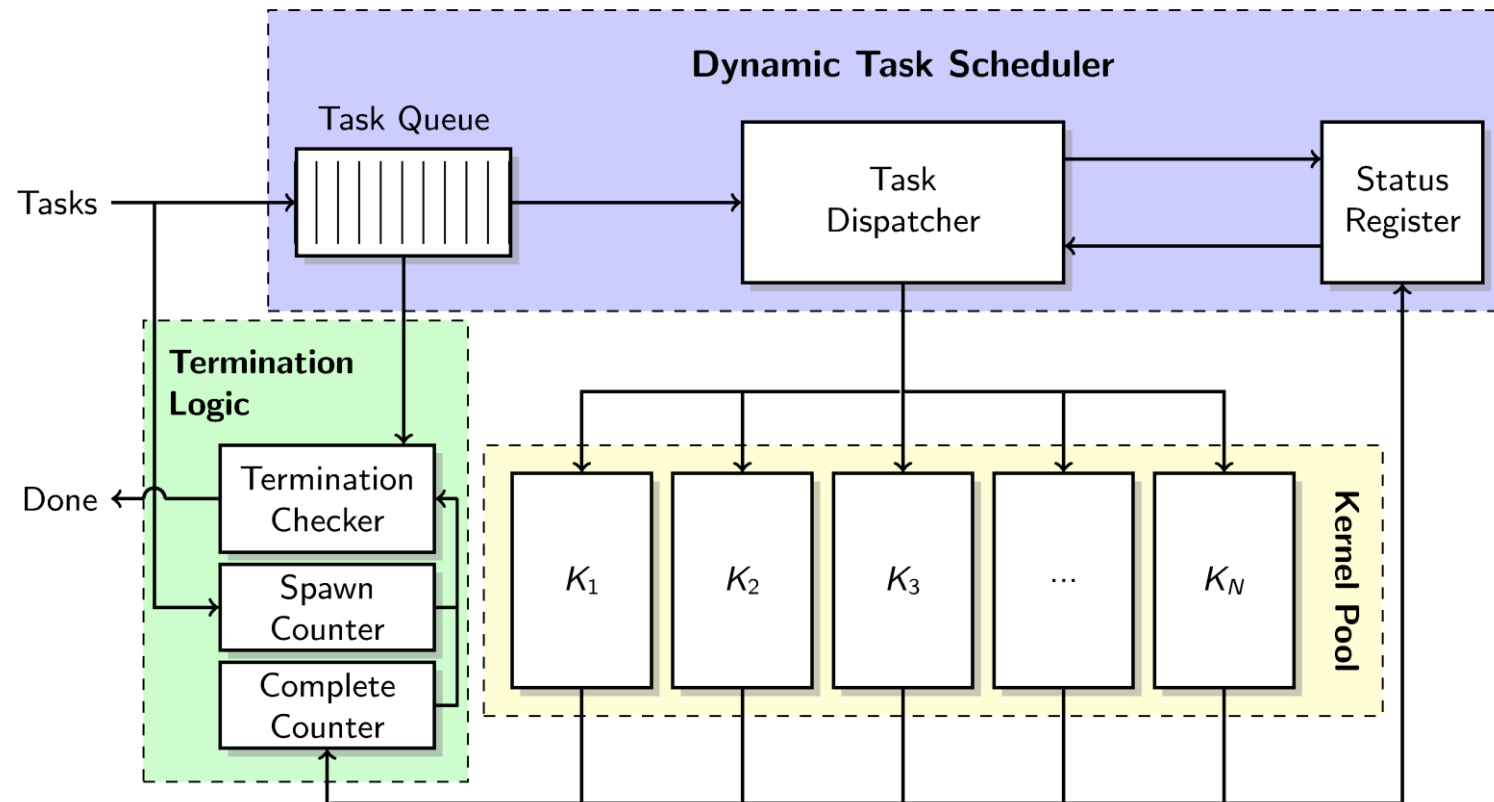 Dynamic Task Scheduler
Task Queue
Tasks
Task
Dispatcher
Status
Register
Termination
Logic
Termination
Checker
Done
Spawn
Counter
Complete
Counter
K₁
K₂
K₃
...
K_N
Kernel Pool